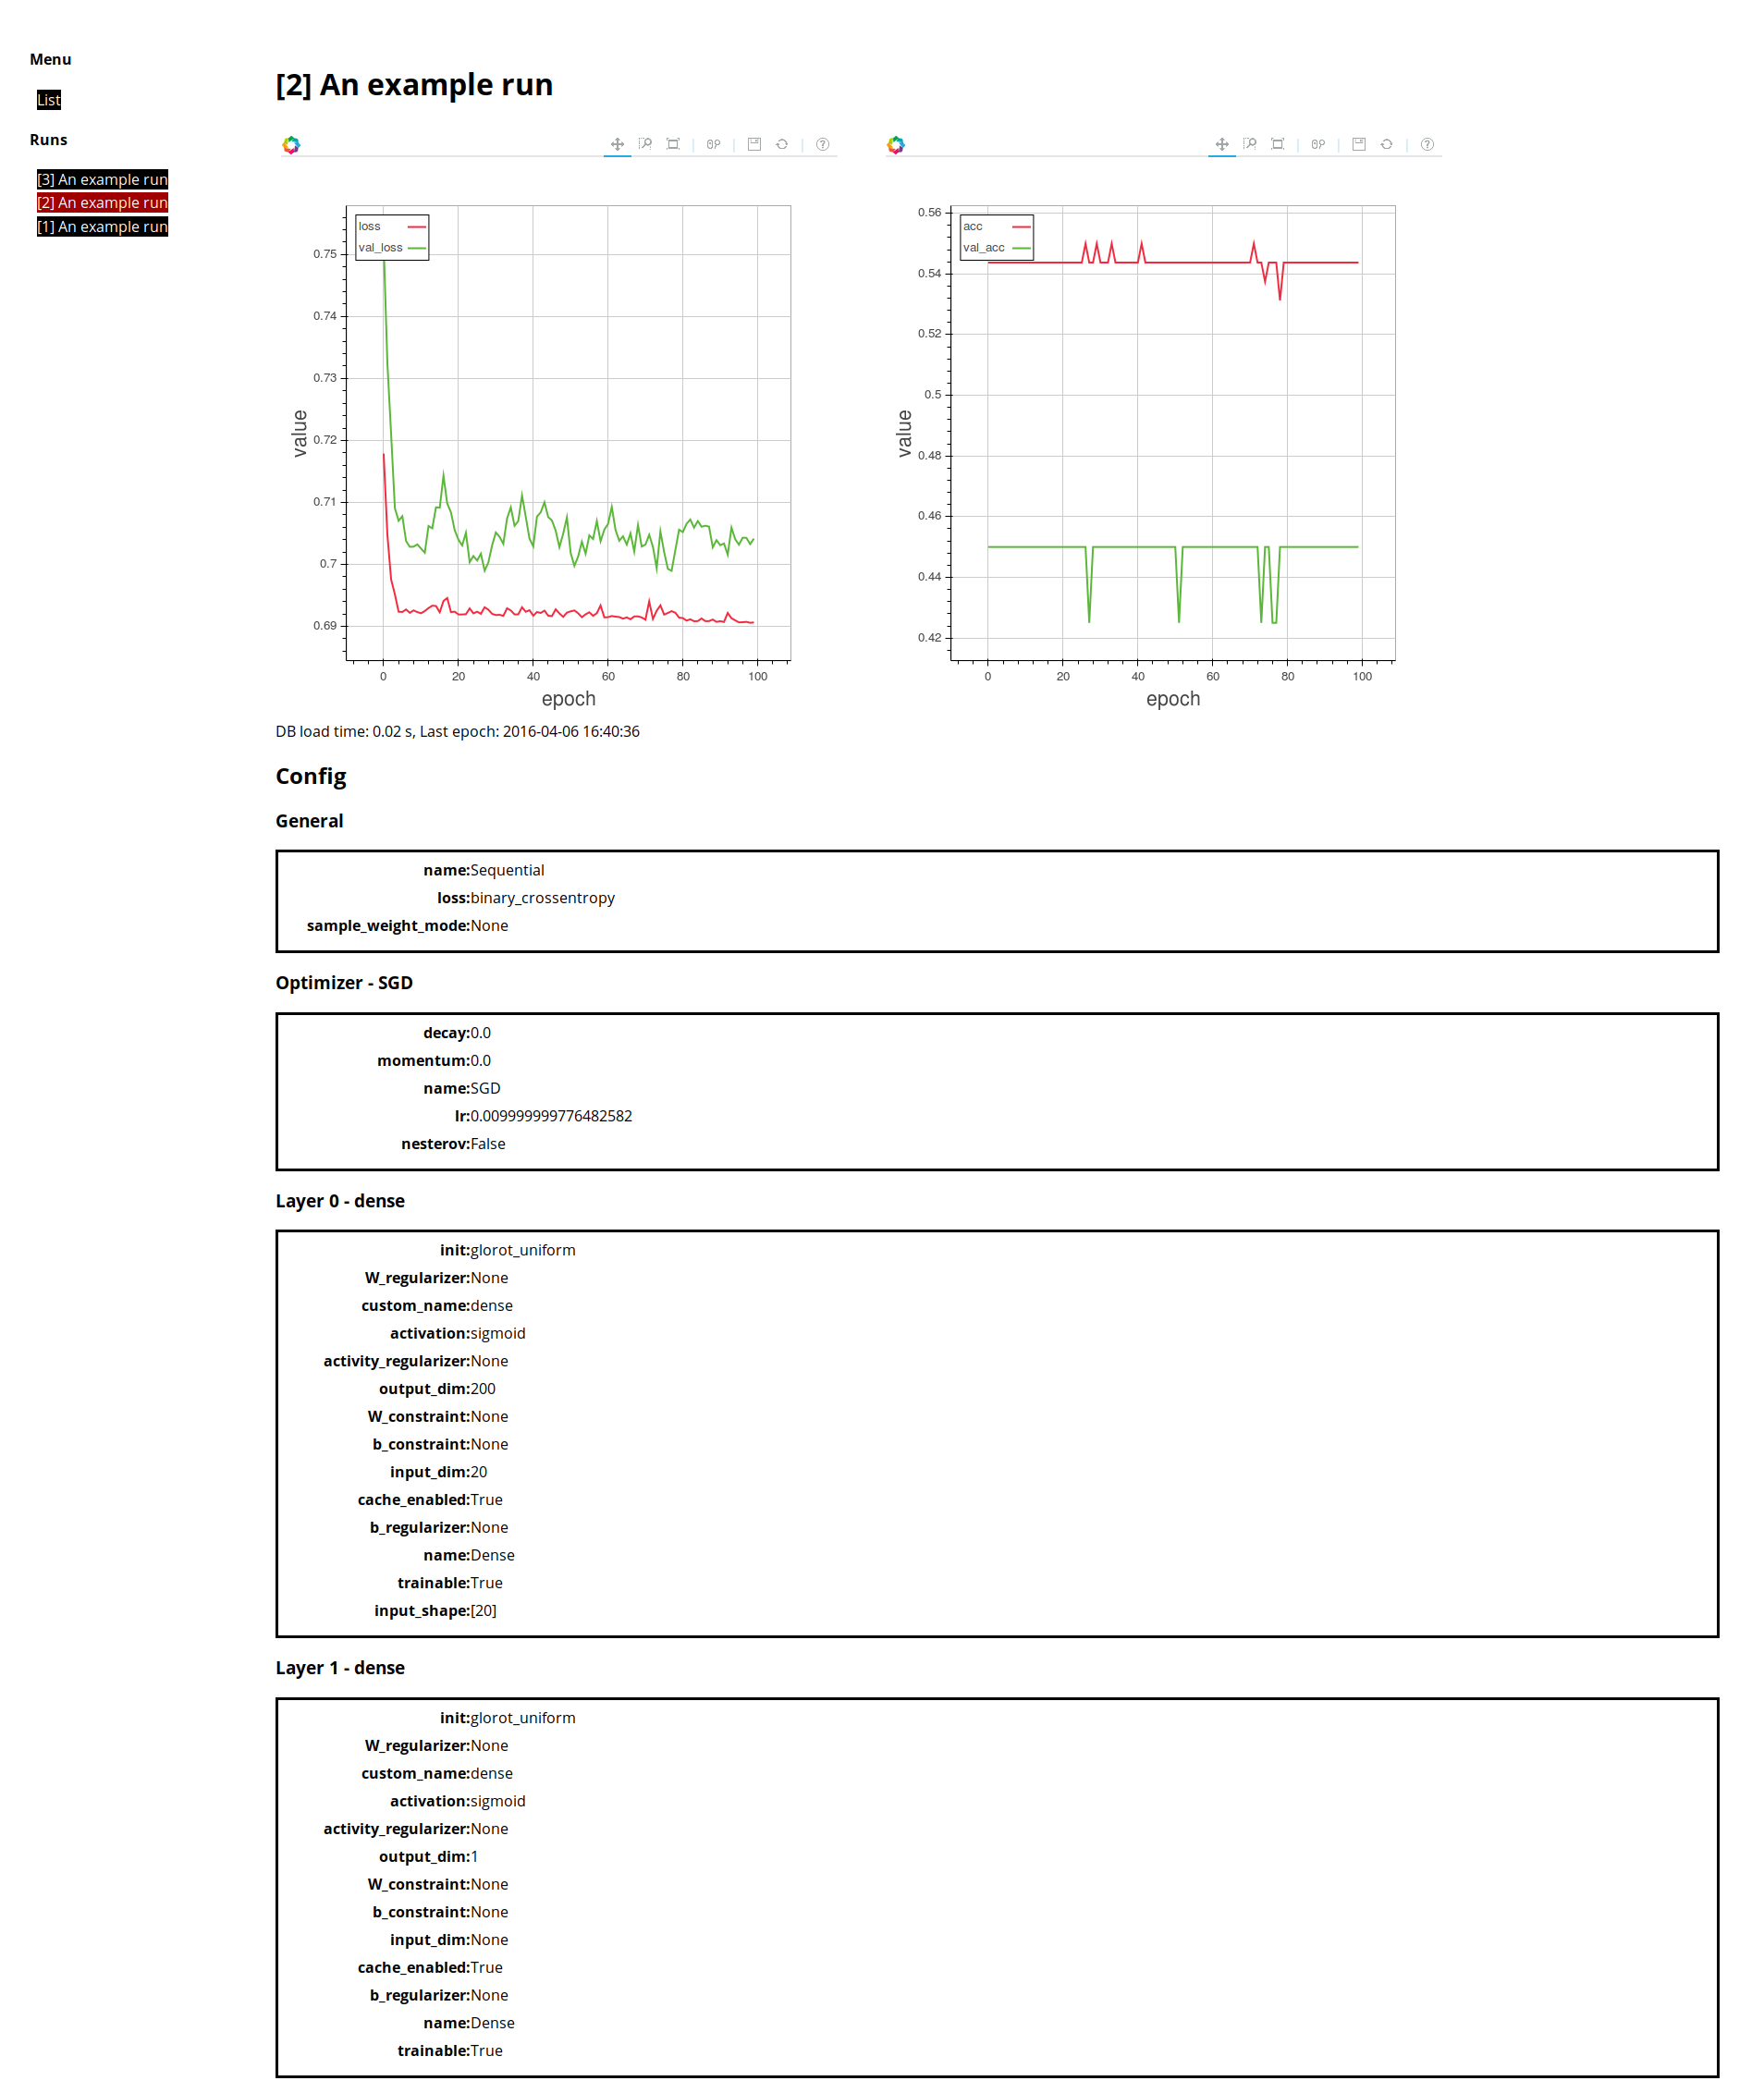 Menu
List
Runs
[3] An example run
[2] An example run
[1] An example run
[2] An example run
loss
val_loss
0.75
0.74
0.73
0.72
0.71
0.7
0.69
value
0 20 40 60 80 100
epoch
acc
val_acc
0.56
0.54
0.52
0.5
0.48
0.46
0.44
0.42
value
0 20 40 60 80 100
epoch
DB load time: 0.02 s, Last epoch: 2016-04-06 16:40:36
Config
General
name:Sequential
loss:binary_crossentropy
sample_weight_mode:None
Optimizer - SGD
decay:0.0
momentum:0.0
name:SGD
lr:0.009999999776482582
nesterov:False
Layer 0 - dense
init:glorot_uniform
W_regularizer:None
custom_name:dense
activation:sigmoid
activity_regularizer:None
output_dim:200
W_constraint:None
b_constraint:None
input_dim:20
cache_enabled:True
b_regularizer:None
name:Dense
trainable:True
input_shape:[20]
Layer 1 - dense
init:glorot_uniform
W_regularizer:None
custom_name:dense
activation:sigmoid
activity_regularizer:None
output_dim:1
W_constraint:None
b_constraint:None
input_dim:None
cache_enabled:True
b_regularizer:None
name:Dense
trainable:True